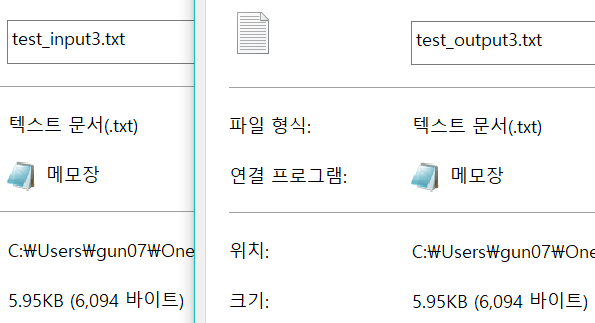 test_input3.txt
텍스트 문서(.txt)
메모장
C:₩Users₩gun07₩One
5.95KB (6,094 바이트)
test_output3.txt
파일 형식: 텍스트 문서(.txt)
연결 프로그램: 메모장
위치: C:₩Users₩gun07₩One
크기: 5.95KB (6,094 바이트)